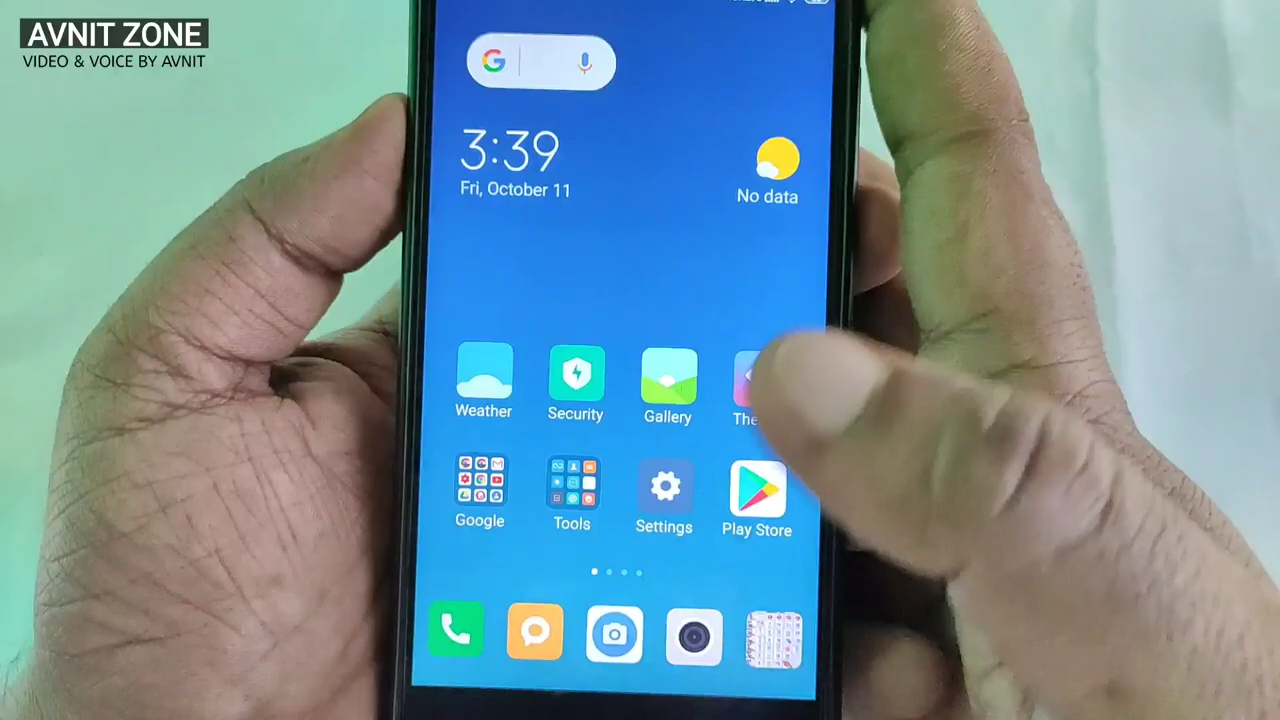 AVNIT ZONE
VIDEO & VOICE BY AVNIT
3:39
Fri, October 11
No data
Weather
Security
Gallery
Google
Tools
Settings
Play Store